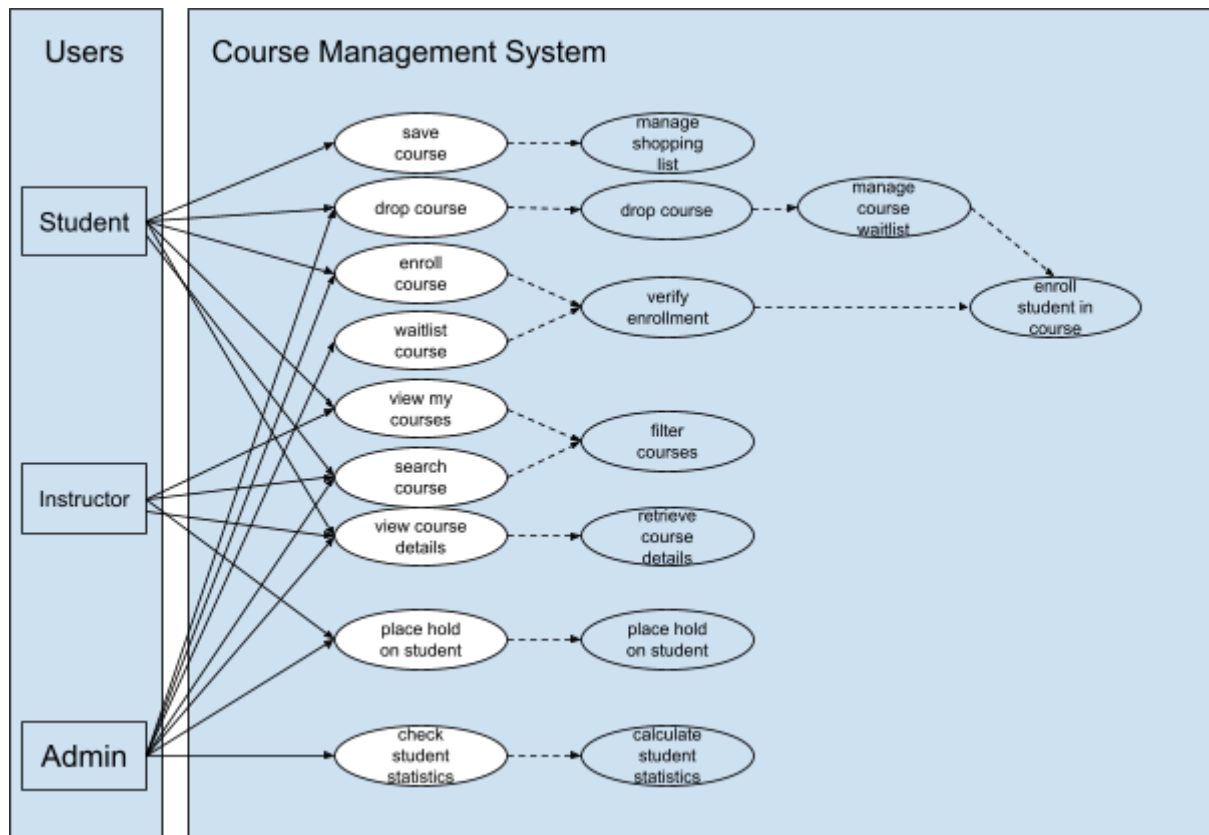 Users
Course Management System
save
course
manage
shopping
list
Student
drop course
drop course
manage
course
waitlist
enroll
course
verify
enrollment
enroll
student in
course
waitlist
course
view my
courses
filter
courses
search
course
Instructor
view course
details
retrieve
course
details
place hold
on student
place hold
on student
Admin
check
student
statistics
calculate
student
statistics